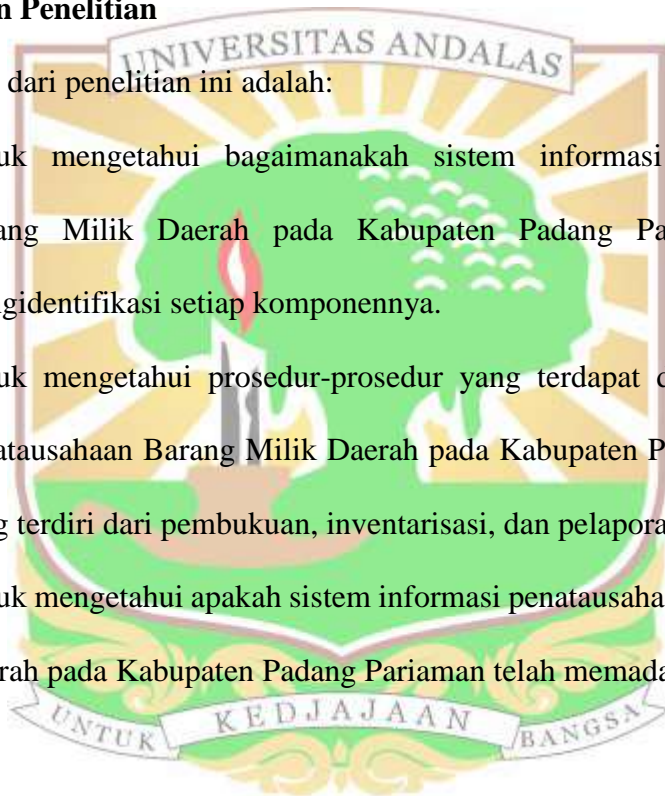 n Penelitian
UNIVERSITAS ANDALAS
dari penelitian ini adalah:
uk mengetahui bagaimanakah sistem informasi
ang Milik Daerah pada Kabupaten Padang Pa
gidentifikasi setiap komponennya.
uk mengetahui prosedur-prosedur yang terdapat d
atausahaan Barang Milik Daerah pada Kabupaten P
g terdiri dari pembukuan, inventarisasi, dan pelapora
uk mengetahui apakah sistem informasi penatausaha
rah pada Kabupaten Padang Pariaman telah memada
UNTUK KEDJAJAAN BANGSA